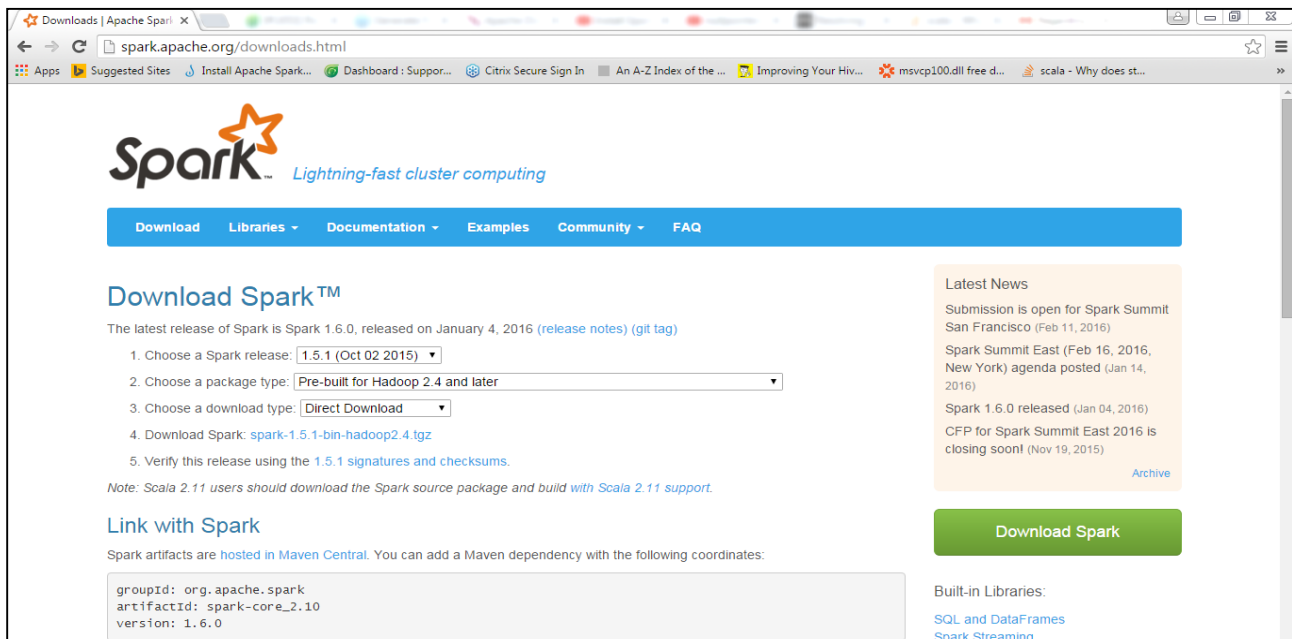 Downloads | Apache Spark
spark.apache.org/downloads.html
Apps Suggested Sites Install Apache Spark... Dashboard : Suppor... Citrix Secure Sign In An A-Z Index of the ... Improving Your Hiv... msvcp100.dll free d... scala - Why does st... »
Spark™ Lightning-fast cluster computing
Download Libraries Documentation Examples Community FAQ
Download Spark™
The latest release of Spark is Spark 1.6.0, released on January 4, 2016 (release notes) (git tag)
1. Choose a Spark release: 1.5.1 (Oct 02 2015)
2. Choose a package type: Pre-built for Hadoop 2.4 and later
3. Choose a download type: Direct Download
4. Download Spark: spark-1.5.1-bin-hadoop2.4.tgz
5. Verify this release using the 1.5.1 signatures and checksums.
Note: Scala 2.11 users should download the Spark source package and build with Scala 2.11 support.
Link with Spark
Spark artifacts are hosted in Maven Central. You can add a Maven dependency with the following coordinates:
groupId: org.apache.spark
artifactId: spark-core_2.10
version: 1.6.0
Latest News
Submission is open for Spark Summit
San Francisco (Feb 11, 2016)
Spark Summit East (Feb 16, 2016,
New York) agenda posted (Jan 14,
2016)
Spark 1.6.0 released (Jan 04, 2016)
CFP for Spark Summit East 2016 is
closing soon! (Nov 19, 2015)
Archive
Download Spark
Built-in Libraries:
SQL and DataFrames
Spark Streaming